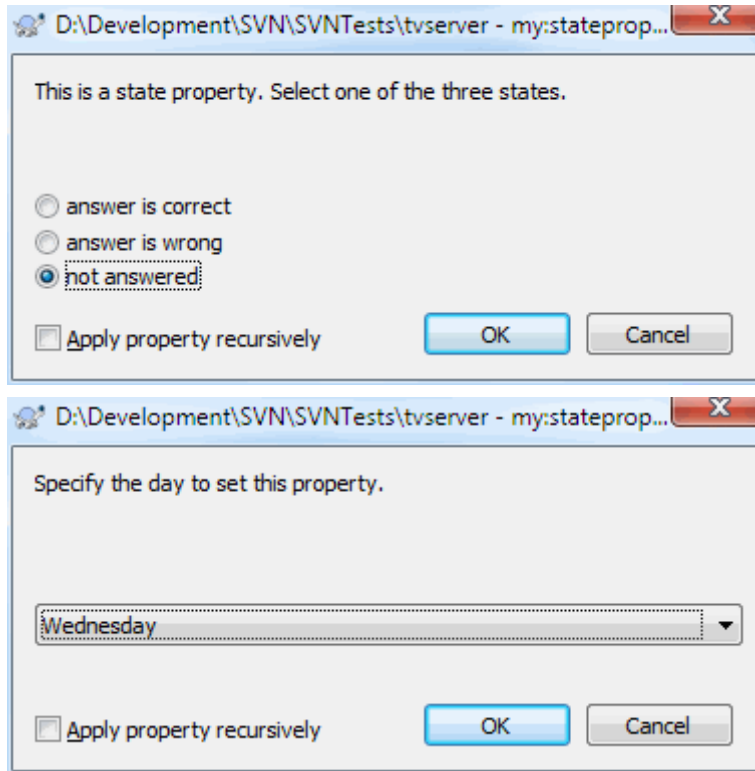 D:\Development\SVN\SVNTests\tvserver - my:stateprop...
This is a state property. Select one of the three states.
answer is correct
answer is wrong
not answered
Apply property recursively OK Cancel
D:\Development\SVN\SVNTests\tvserver - my:stateprop...
Specify the day to set this property.
Wednesday
Apply property recursively OK Cancel